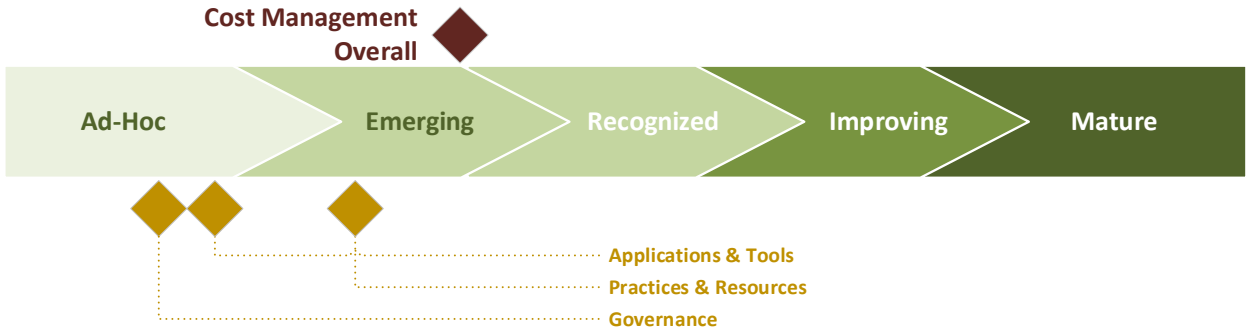 Cost Management
Overall
Ad-Hoc
Emerging
Recognized
Improving
Mature
Applications & Tools
Practices & Resources
Governance